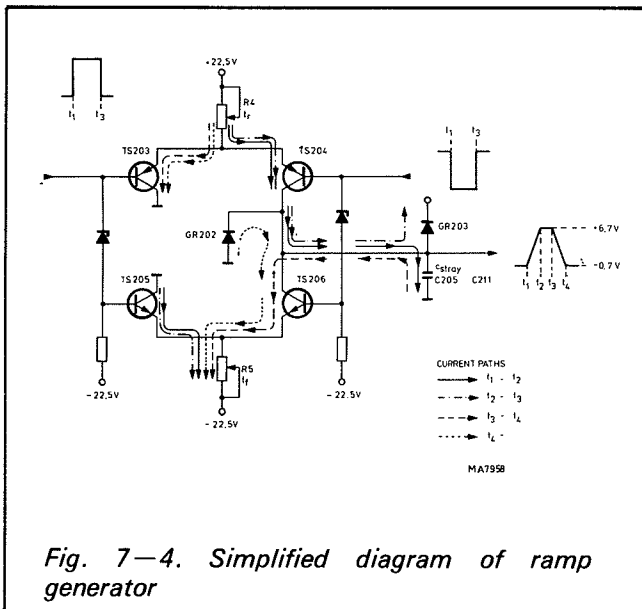 +22,5V
R4
tr
t1
t3
TS203
TS204
t1
t3
GR202
GR203
+6,7V
-0,7V
Cstray
C205
C211
t1
t2
t3
t4
TS205
TS206
R5
tf
-22,5V
-22,5V
-22,5V
CURRENT PATHS
t1 - t2
t2 - t3
t3 - t4
t4 -
MA7958
Fig. 7—4. Simplified diagram of ramp
generator